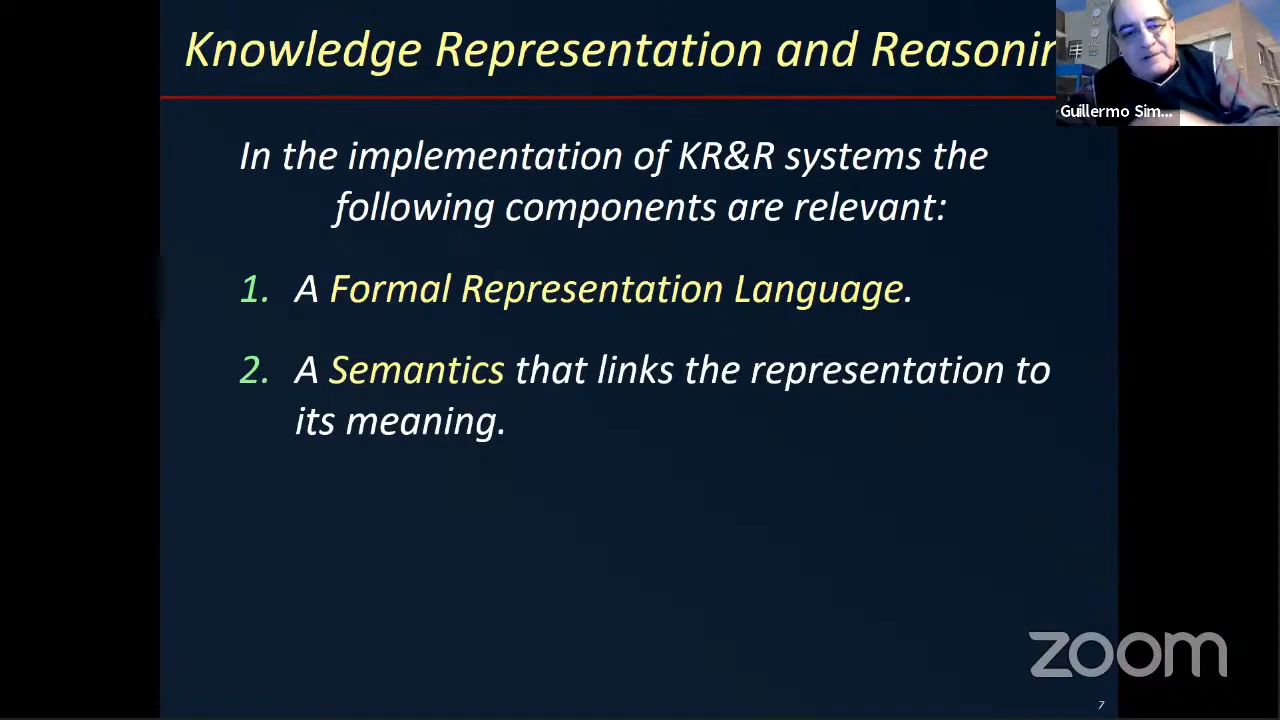 Knowledge Representation and Reasonin
Guillermo Sim...
In the implementation of KR&R systems the
following components are relevant:
1. A Formal Representation Language.
2. A Semantics that links the representation to
its meaning.
zoom
7